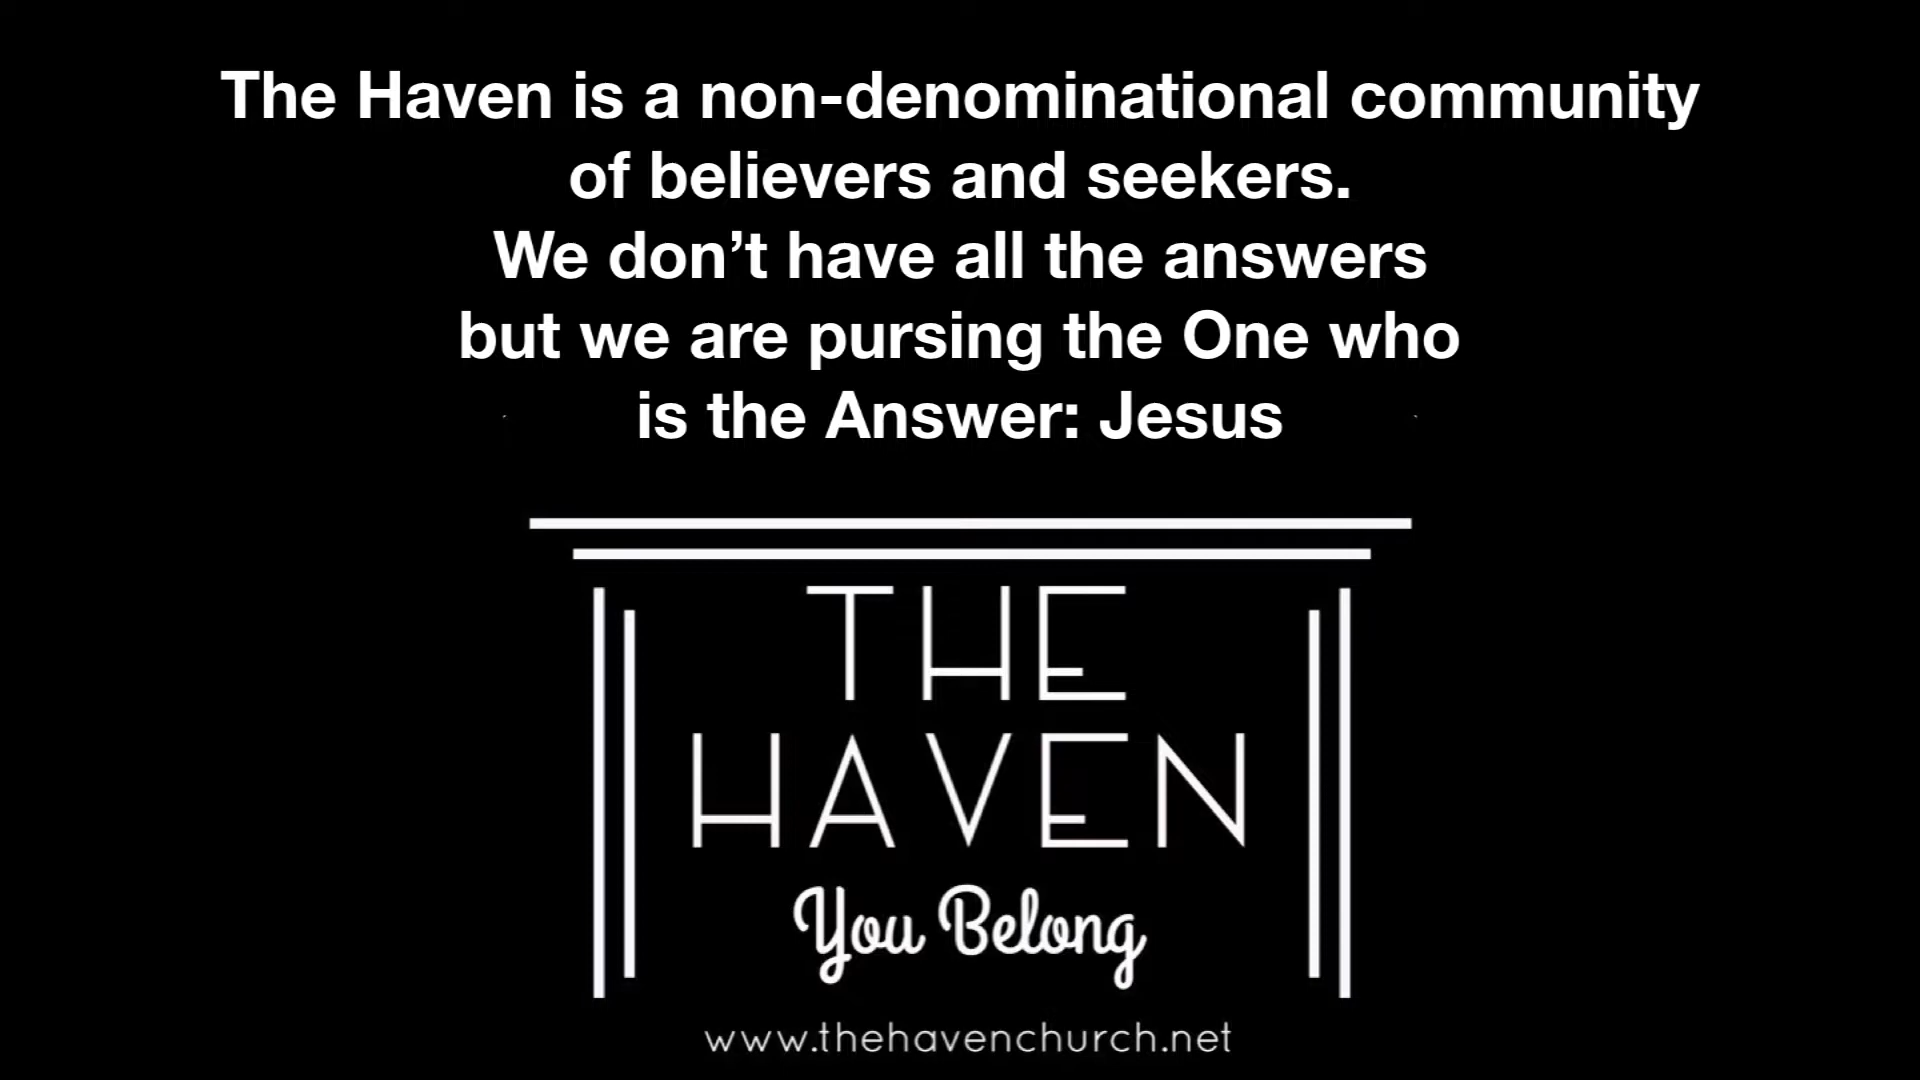 The Haven is a non-denominational community
of believers and seekers.
We don’t have all the answers
but we are pursing the One who
is the Answer: Jesus
THE
HAVEN
You Belong
www.thehavenchurch.net